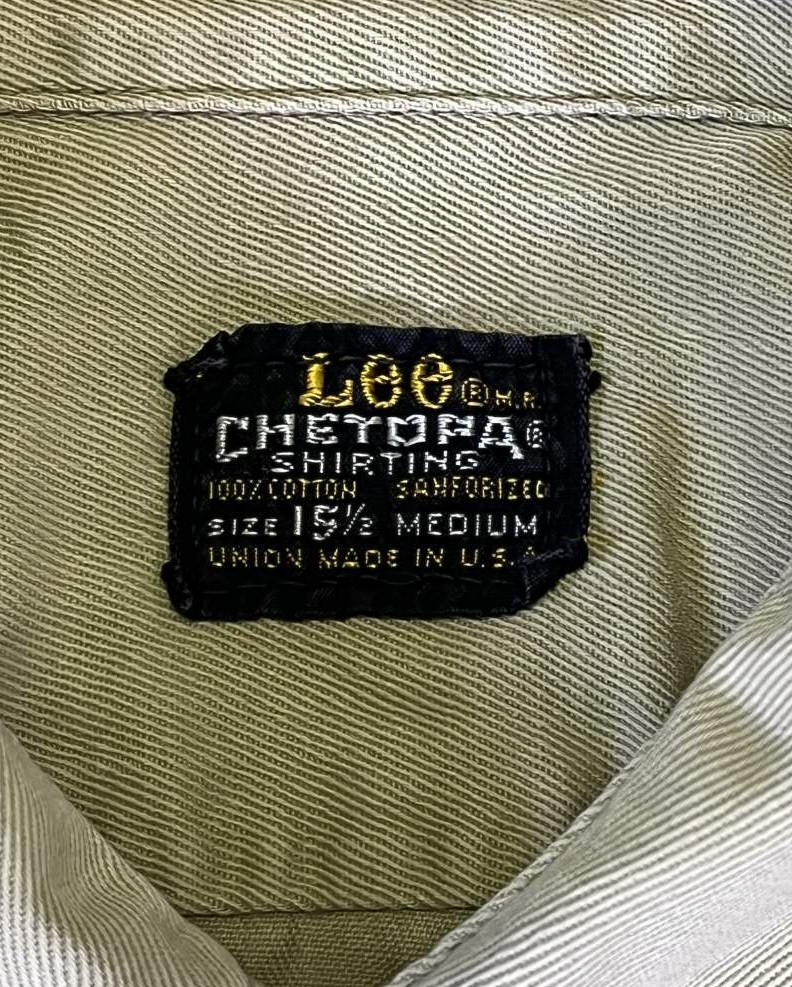 Lee ® M.R.
CHETOPA ®
SHIRTING
100% COTTON SANFORIZED
SIZE 15½ MEDIUM
UNION MADE IN U.S.A